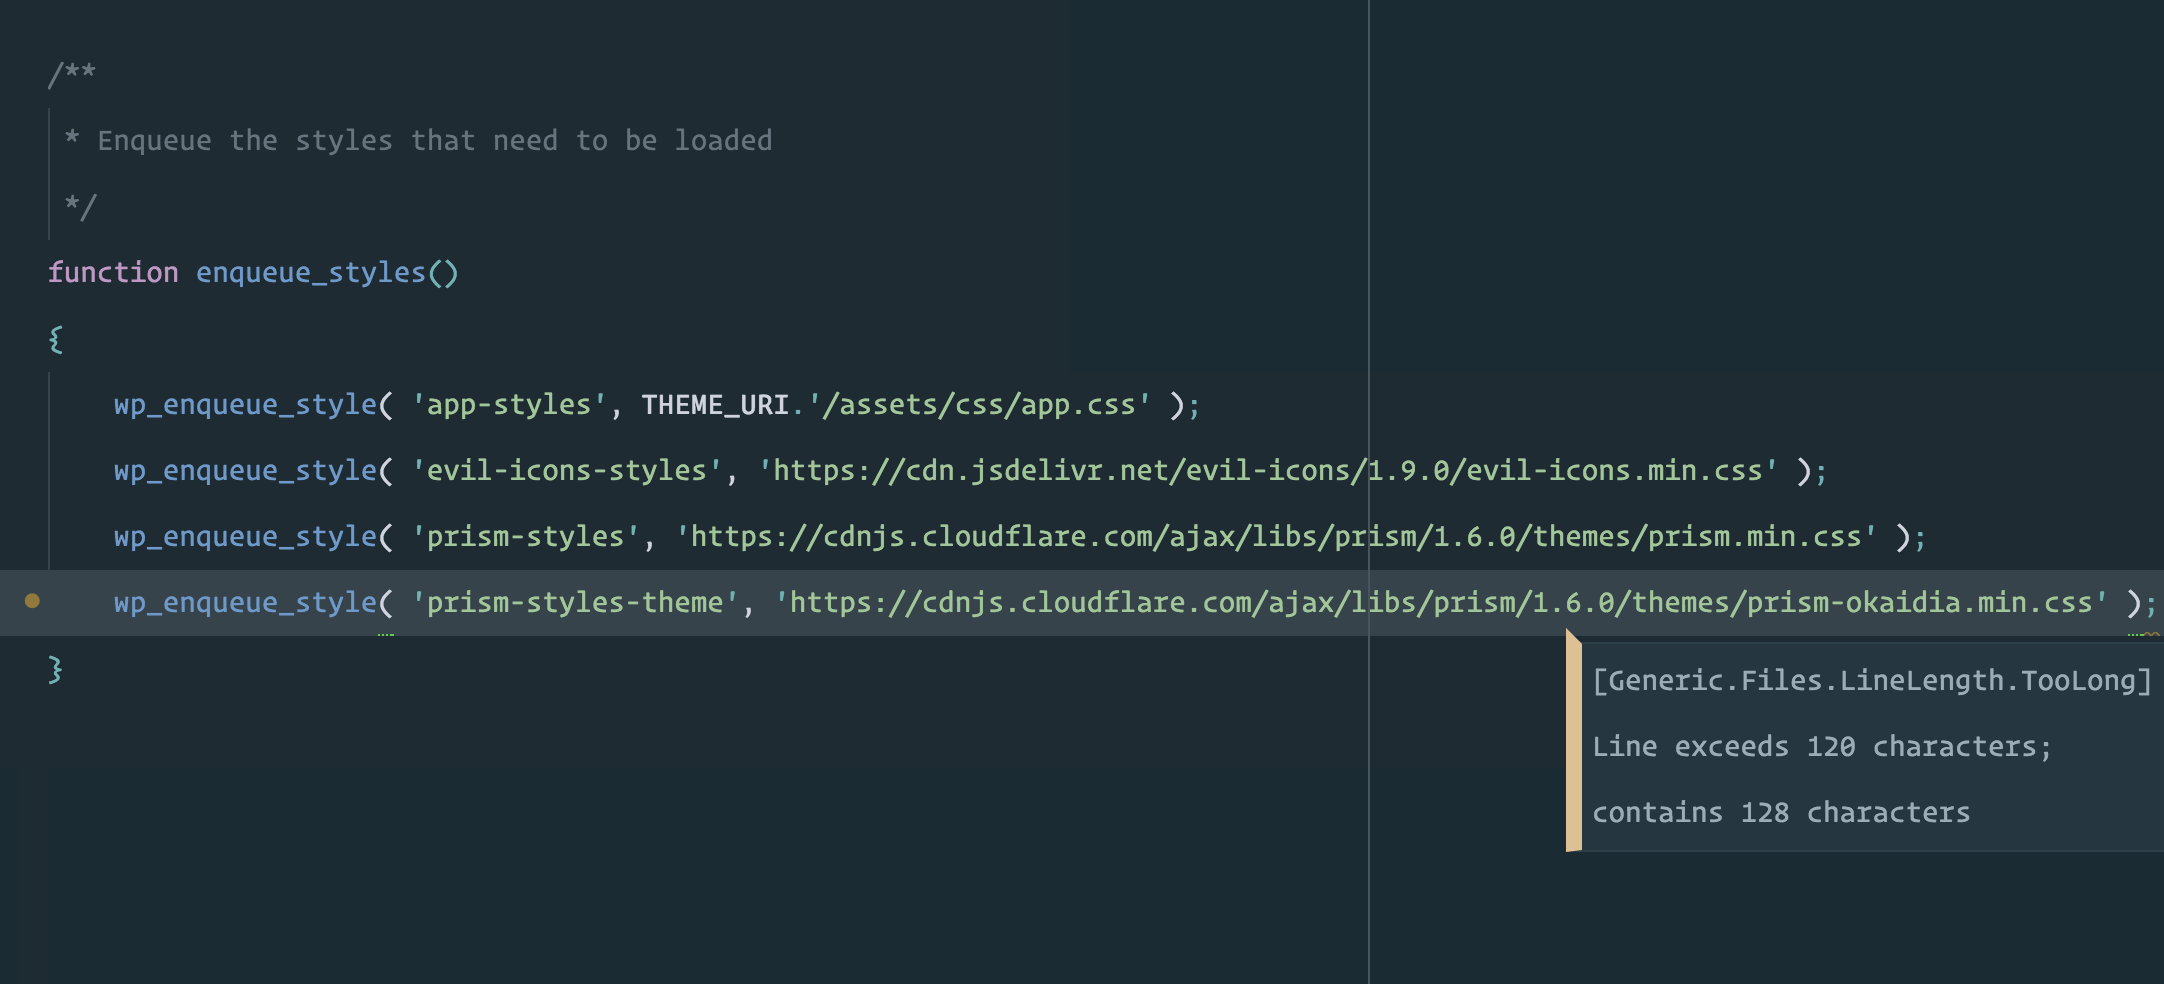 /**
 * Enqueue the styles that need to be loaded
 */
function enqueue_styles()
{
    wp_enqueue_style( 'app-styles', THEME_URI.'/assets/css/app.css' );
    wp_enqueue_style( 'evil-icons-styles', 'https://cdn.jsdelivr.net/evil-icons/1.9.0/evil-icons.min.css' );
    wp_enqueue_style( 'prism-styles', 'https://cdnjs.cloudflare.com/ajax/libs/prism/1.6.0/themes/prism.min.css' );
    wp_enqueue_style( 'prism-styles-theme', 'https://cdnjs.cloudflare.com/ajax/libs/prism/1.6.0/themes/prism-okaidia.min.css' );
}
[Generic.Files.LineLength.TooLong]
Line exceeds 120 characters;
contains 128 characters